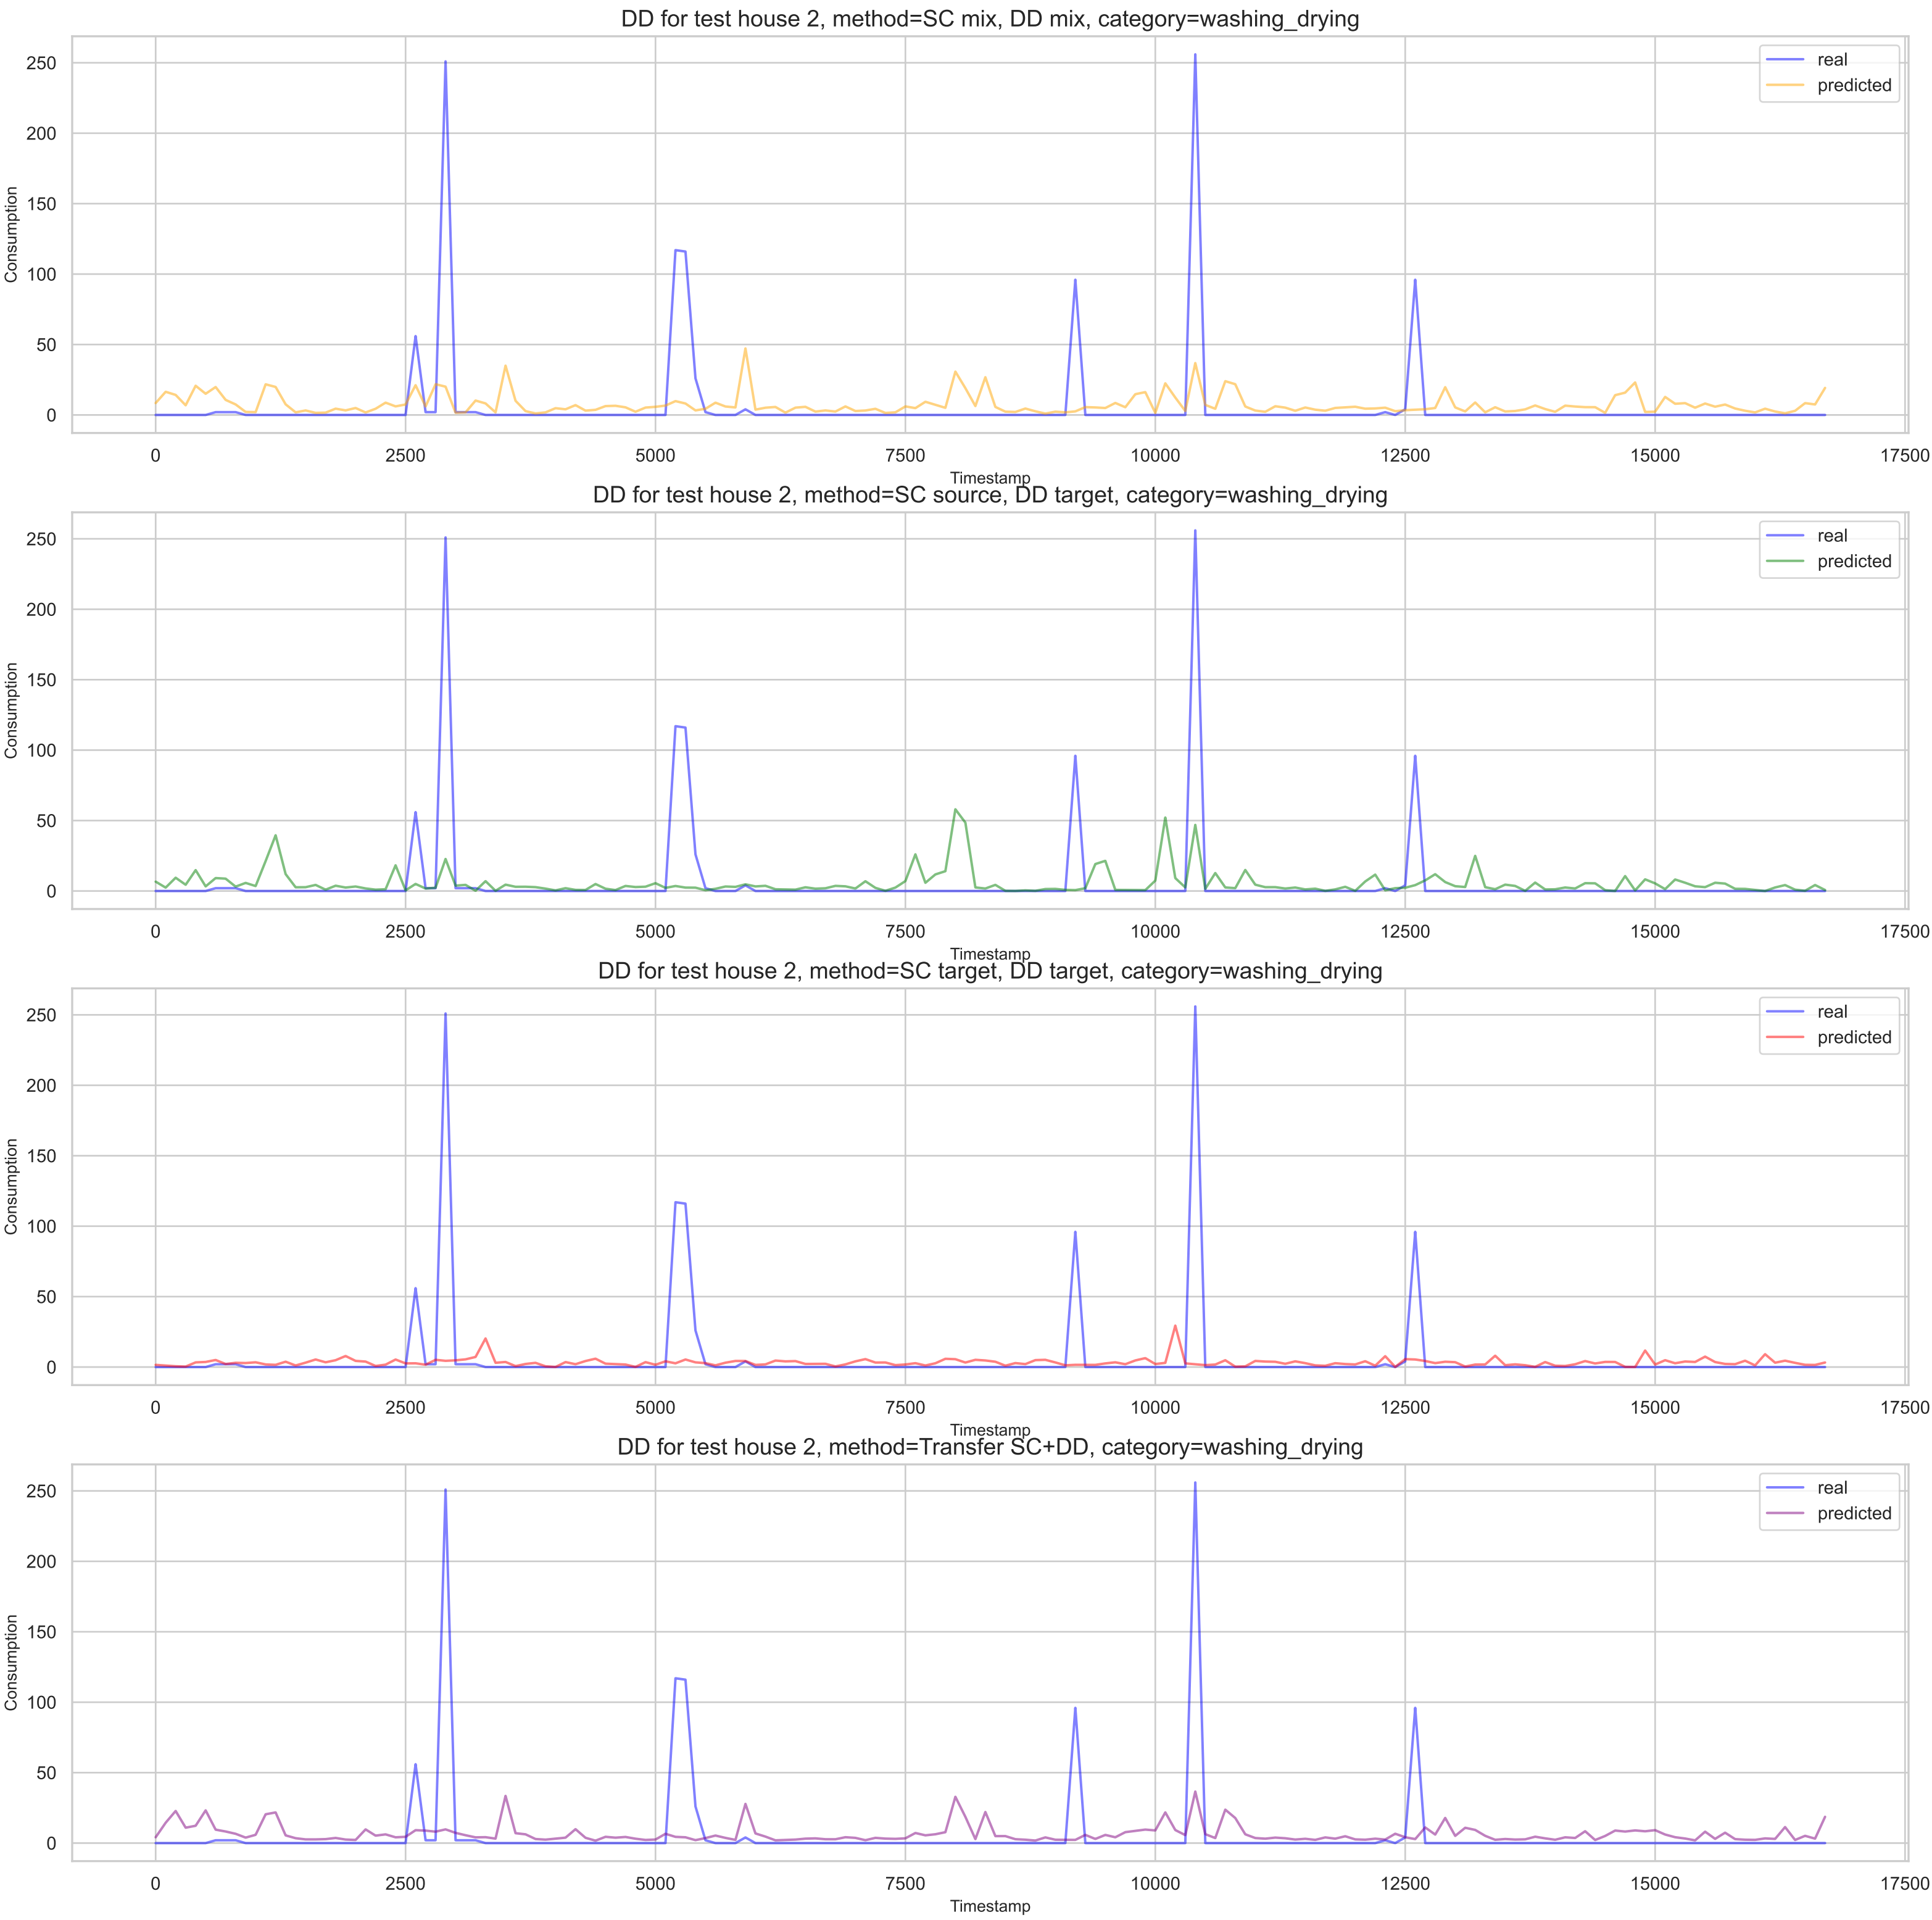 DD for test house 2, method=SC mix, DD mix, category=washing_drying
250
200
150
100
50
0
Consumption
real
predicted
0 2500 5000 7500 10000 12500 15000 17500
Timestamp
DD for test house 2, method=SC source, DD target, category=washing_drying
250
200
150
100
50
0
Consumption
real
predicted
0 2500 5000 7500 10000 12500 15000 17500
Timestamp
DD for test house 2, method=SC target, DD target, category=washing_drying
250
200
150
100
50
0
Consumption
real
predicted
0 2500 5000 7500 10000 12500 15000 17500
Timestamp
DD for test house 2, method=Transfer SC+DD, category=washing_drying
250
200
150
100
50
0
Consumption
real
predicted
0 2500 5000 7500 10000 12500 15000 17500
Timestamp